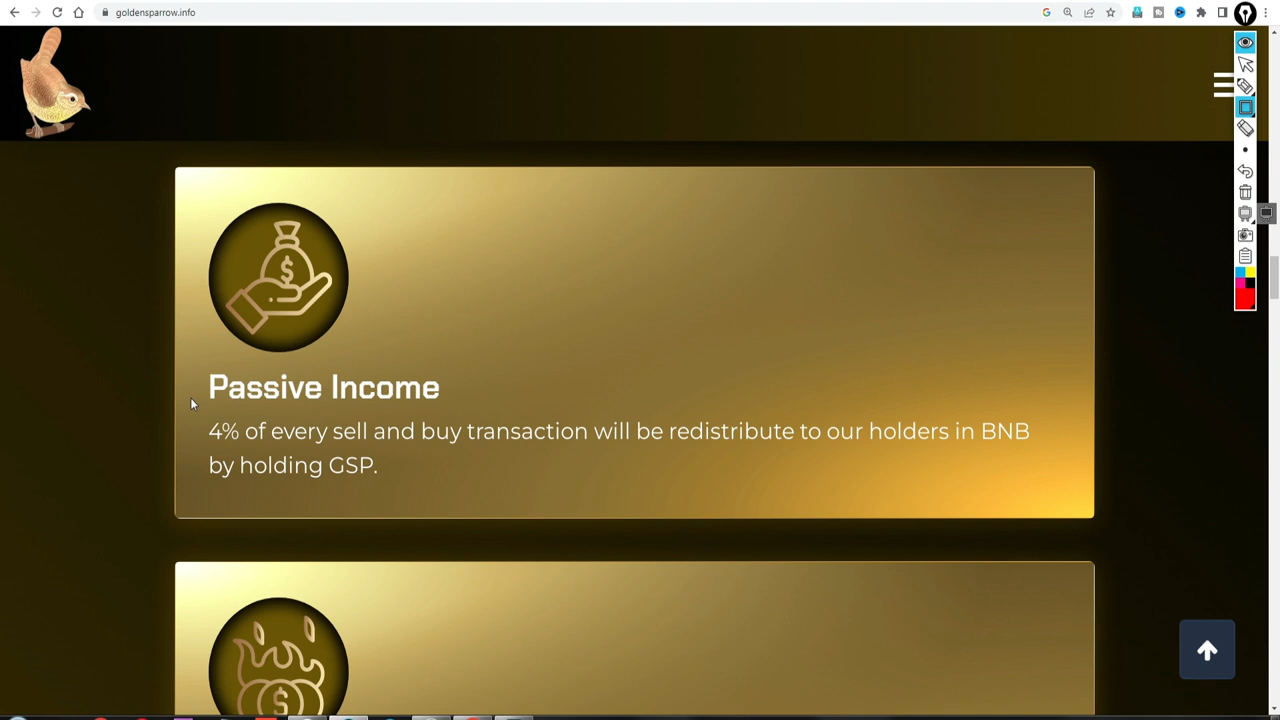 goldensparrow.info
Passive Income
4% of every sell and buy transaction will be redistribute to our holders in BNB
by holding GSP.